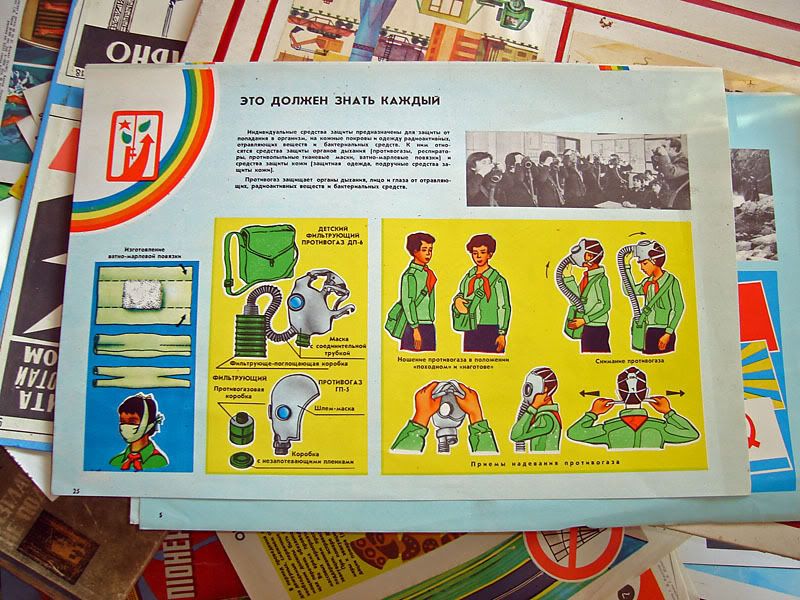 ЭТО ДОЛЖЕН ЗНАТЬ КАЖДЫЙ
Индивидуальные средства защиты предназначены для защиты от
попадания в организм, на кожные покровы и одежду радиоактивных,
отравляющих веществ и бактериальных средств. К ним отно-
сятся средства защиты органов дыхания (противогазы, респирато-
ры, противопыльные тканевые маски, ватно-марлевые повязки) и
средства защиты кожи (защитная одежда, подручные средства за-
щиты кожи).
Противогаз защищает органы дыхания, лицо и глаза от отравляю-
щих, радиоактивных веществ и бактериальных средств.
Изготовление
ватно-марлевой повязки
ДЕТСКИЙ
ФИЛЬТРУЮЩИЙ
ПРОТИВОГАЗ ДП-6
Маска
с соединительной
трубкой
Фильтрующе-поглощающая коробка
ФИЛЬТРУЮЩИЙ
ПРОТИВОГАЗ
ГП-5
Противогазовая
коробка
Шлем-маска
Коробка
с незапотевающими пленками
Ношение противогаза в положении
"походном" и "наготове"
Снимание противогаза
Приемы надевания противогаза
25
5